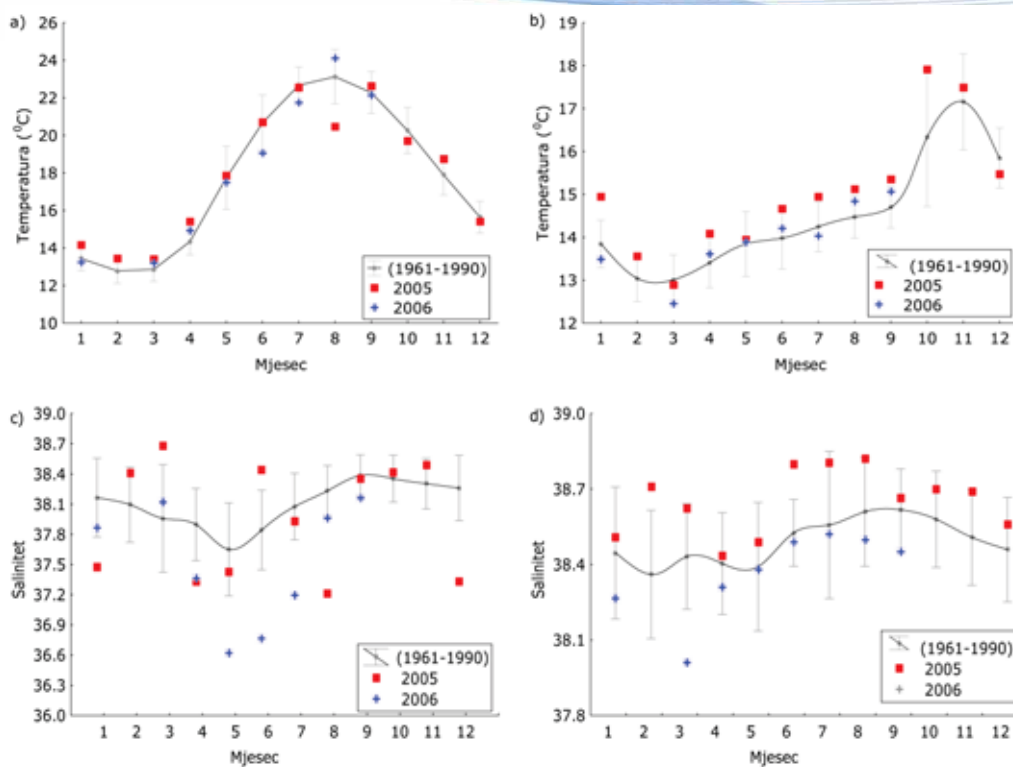 a)
Temperatura (⁰C)
26
24
22
20
18
16
14
12
10
1 2 3 4 5 6 7 8 9 10 11 12
Mjesec
(1961-1990)
2005
2006
b)
Temperatura (⁰C)
19
18
17
16
15
14
13
12
1 2 3 4 5 6 7 8 9 10 11 12
Mjesec
(1961-1990)
2005
2006
c)
Salinitet
39.0
38.7
38.4
38.1
37.8
37.5
37.2
36.9
36.6
36.3
36.0
1 2 3 4 5 6 7 8 9 10 11 12
Mjesec
(1961-1990)
2005
2006
d)
Salinitet
39.0
38.7
38.4
38.1
37.8
1 2 3 4 5 6 7 8 9 10 11 12
Mjesec
(1961-1990)
2005
2006